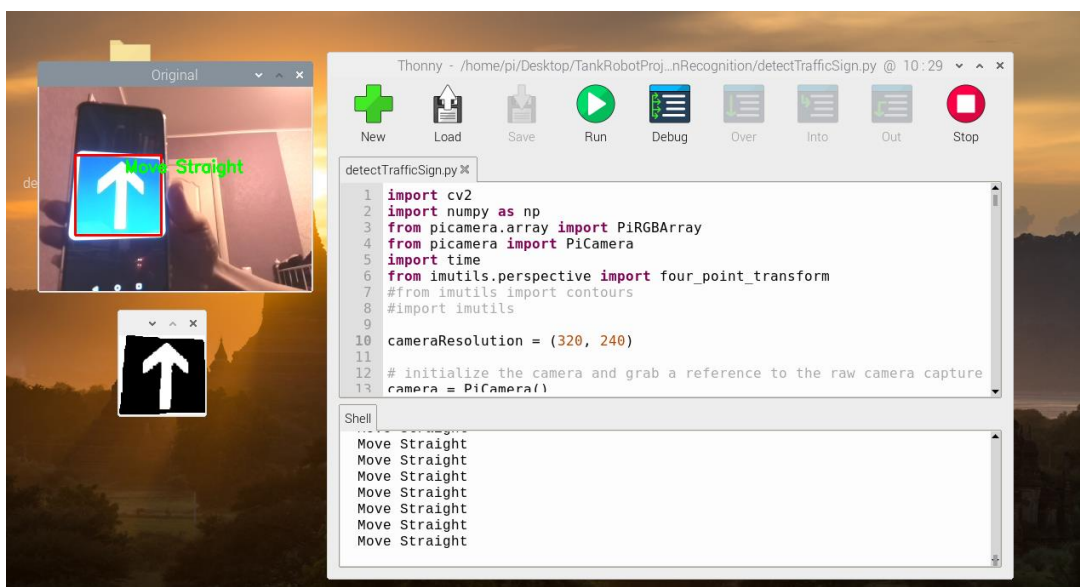 Original
Move Straight
de
Thonny - /home/pi/Desktop/TankRobotProj...nRecognition/detectTrafficSign.py @ 10:29
New Load Save Run Debug Over Into Out Stop
detectTrafficSign.py
1 import cv2
2 import numpy as np
3 from picamera.array import PiRGBArray
4 from picamera import PiCamera
5 import time
6 from imutils.perspective import four_point_transform
7 #from imutils import contours
8 #import imutils
9
10 cameraResolution = (320, 240)
11
12 # initialize the camera and grab a reference to the raw camera capture
13 camera = PiCamera()
Shell
Move Straight
Move Straight
Move Straight
Move Straight
Move Straight
Move Straight
Move Straight
Move Straight